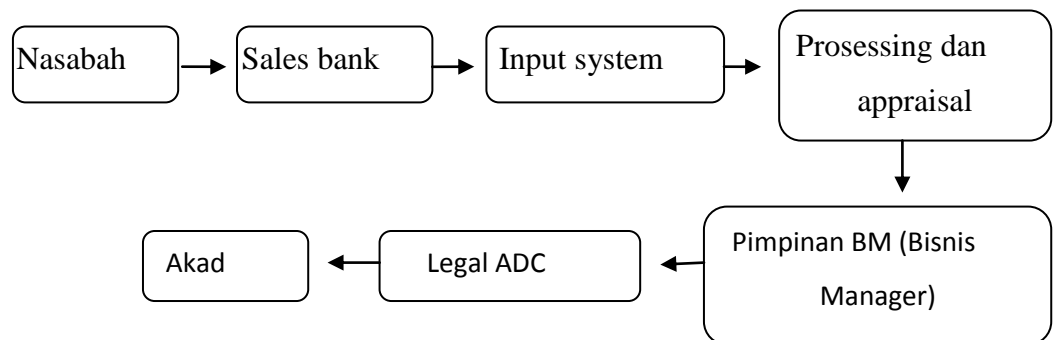 Nasabah
Sales bank
Input system
Prosessing dan
appraisal
Pimpinan BM (Bisnis
Manager)
Legal ADC
Akad